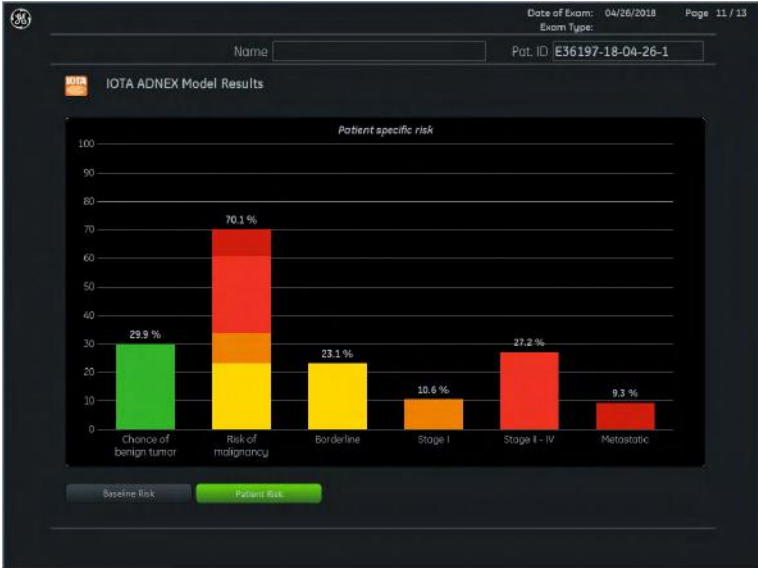 Date of Exam: 04/26/2018 Page 11 / 13
Exam Type:
Name Pat. ID E36197-18-04-26-1
IOTA IOTA ADNEX Model Results
Patient specific risk
100
90
80
70.1 %
70
60
50
40
29.9 %
27.2 %
30
23.1 %
20
10.6 %
9.3 %
10
0
Chance of benign tumor
Risk of malignancy
Borderline
Stage I
Stage II - IV
Metastatic
Baseline Risk Patient Risk